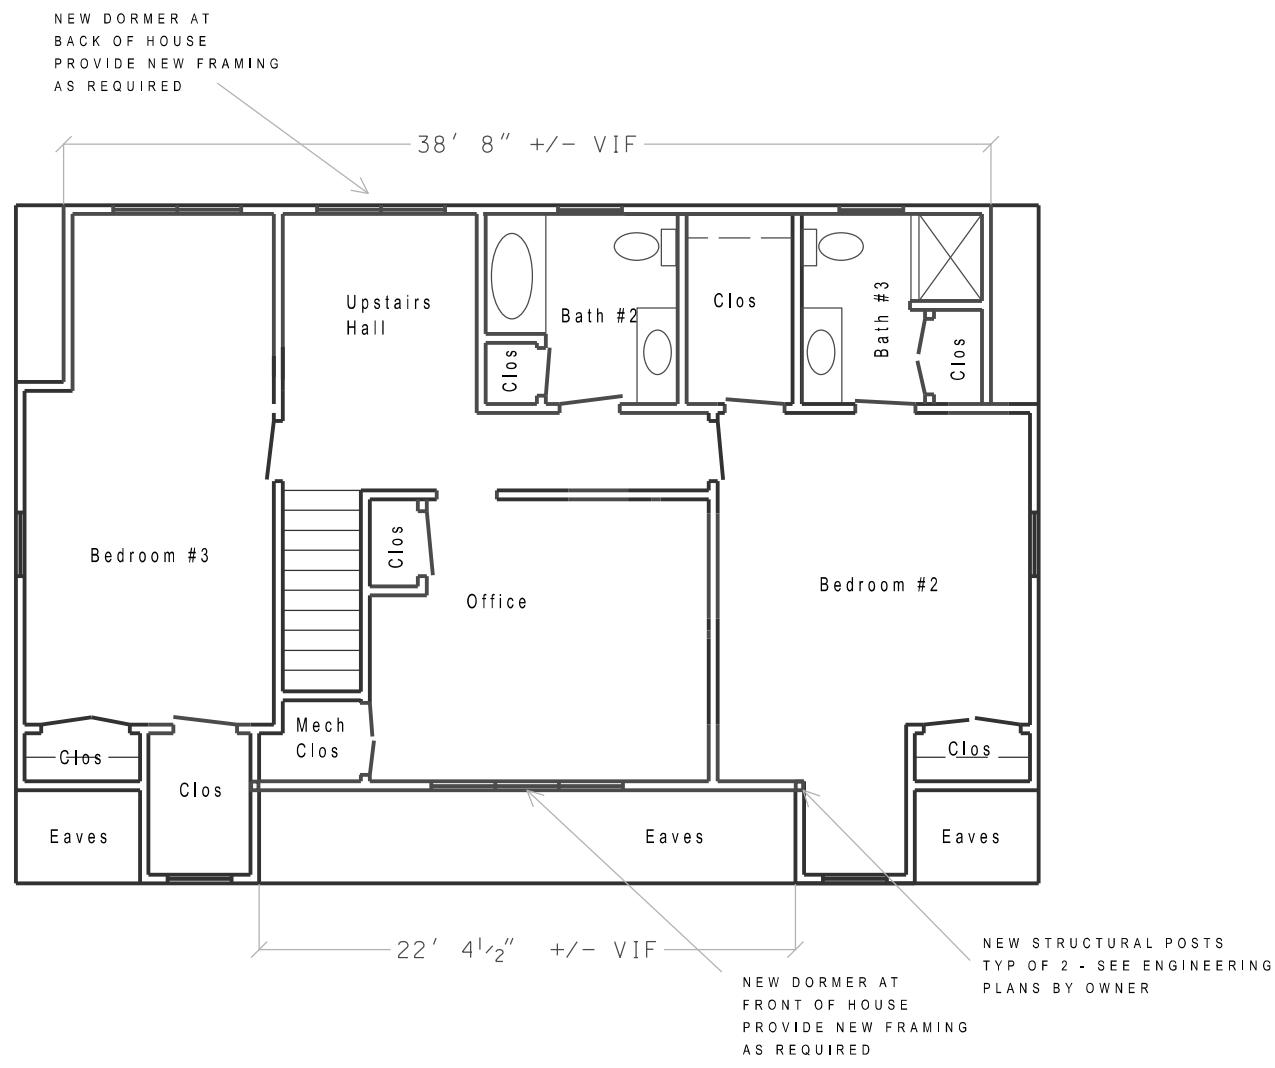 NEW DORMER AT
BACK OF HOUSE
PROVIDE NEW FRAMING
AS REQUIRED
38' 8" +/- VIF
Upstairs
Hall
Bath #2
Clos
Bath #3
Clos
Clos
Clos
Bedroom #3
Office
Bedroom #2
Mech
Clos
Clos
Clos
Clos
Eaves
Eaves
Eaves
22' 4½" +/- VIF
NEW STRUCTURAL POSTS
TYP OF 2 - SEE ENGINEERING
PLANS BY OWNER
NEW DORMER AT
FRONT OF HOUSE
PROVIDE NEW FRAMING
AS REQUIRED